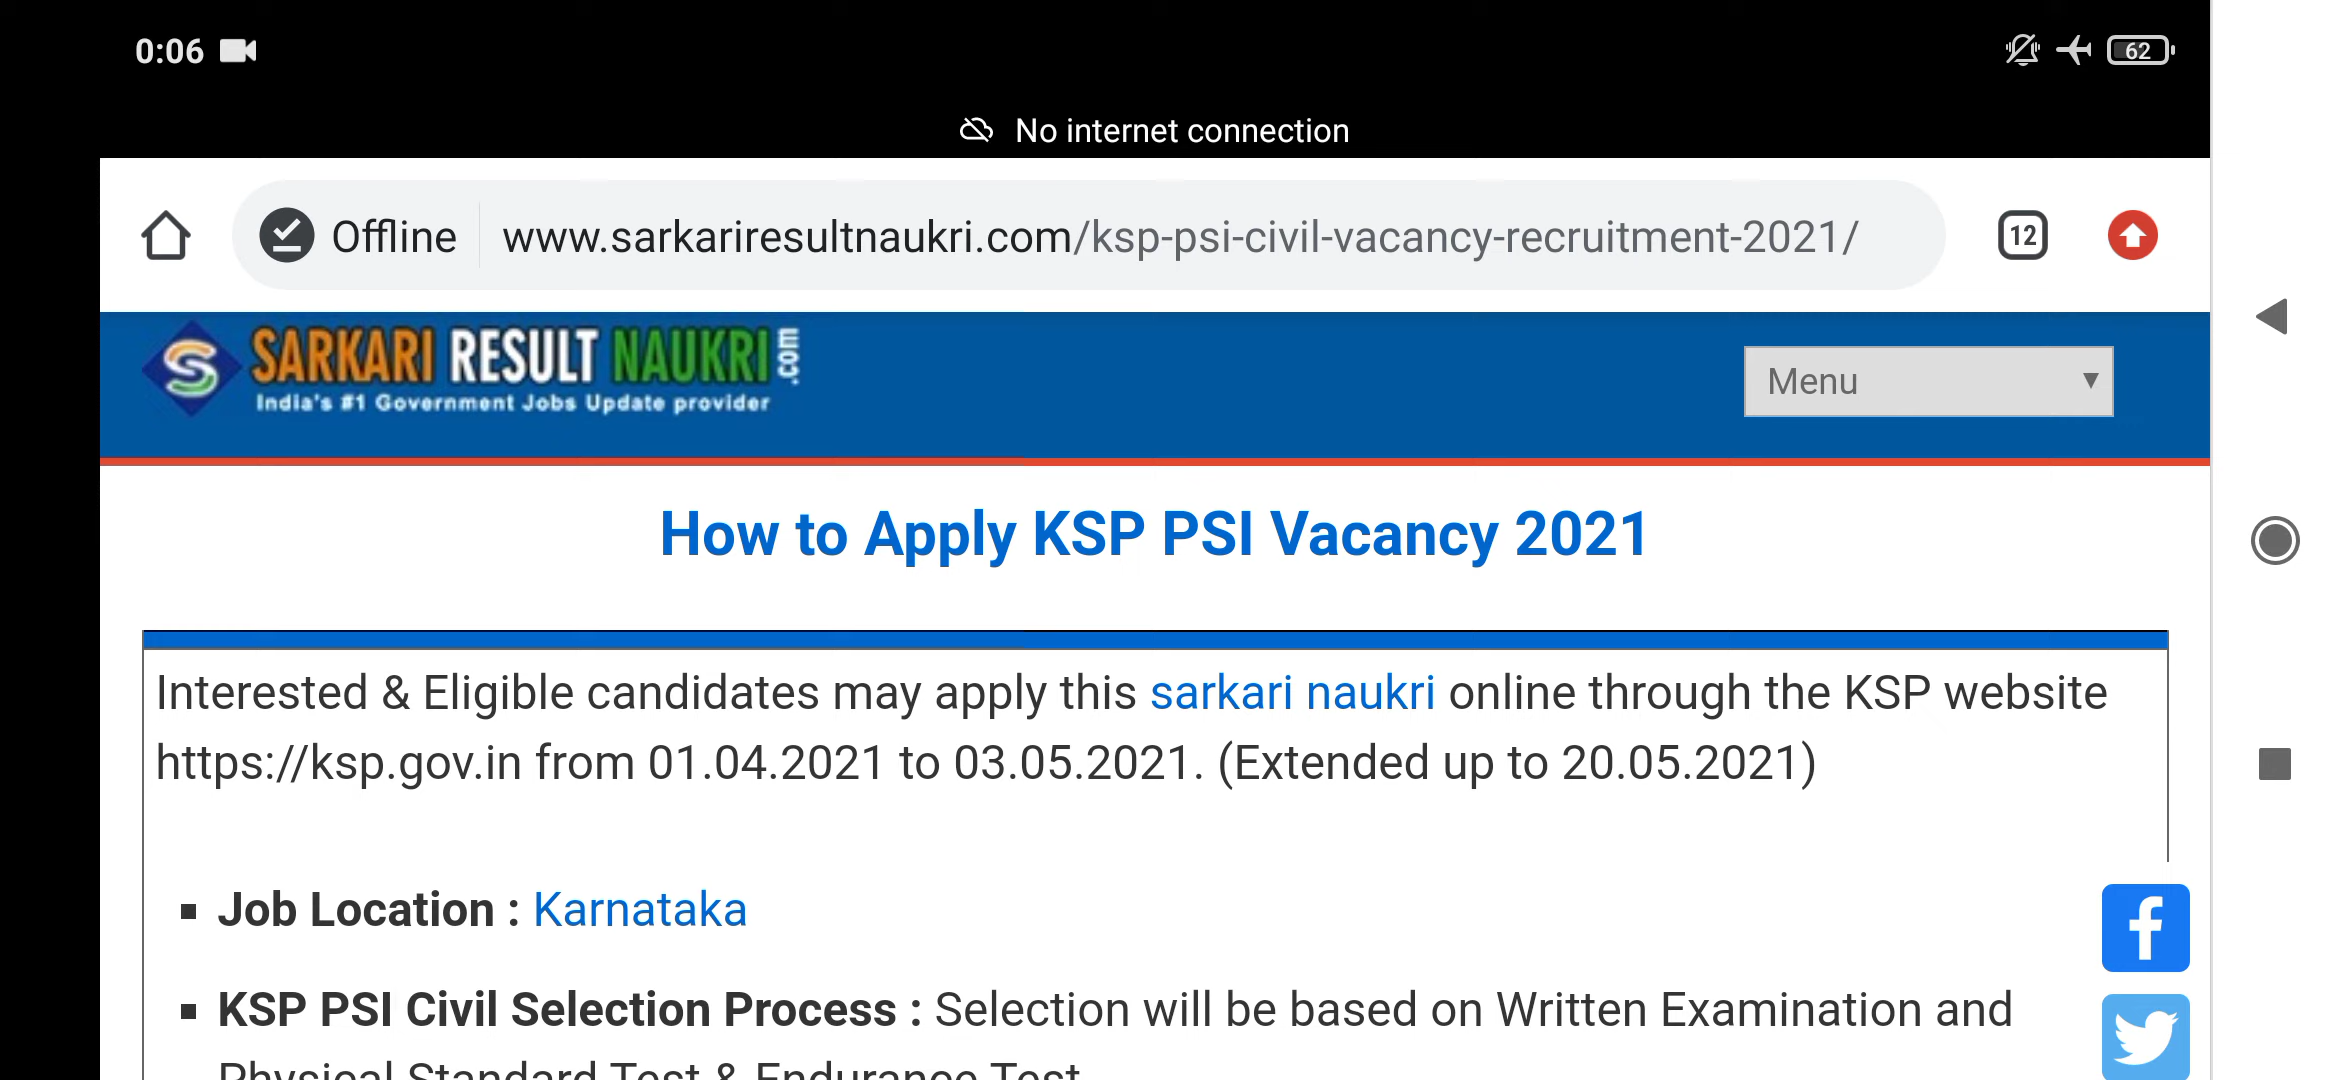 0:06
62
No internet connection
Offline www.sarkariresultnaukri.com/ksp-psi-civil-vacancy-recruitment-2021/
12
SARKARI RESULT NAUKRI .com
India's #1 Government Jobs Update provider
Menu
How to Apply KSP PSI Vacancy 2021
Interested & Eligible candidates may apply this sarkari naukri online through the KSP website
https://ksp.gov.in from 01.04.2021 to 03.05.2021. (Extended up to 20.05.2021)
Job Location : Karnataka
KSP PSI Civil Selection Process : Selection will be based on Written Examination and
Physical Standard Test & Endurance Test